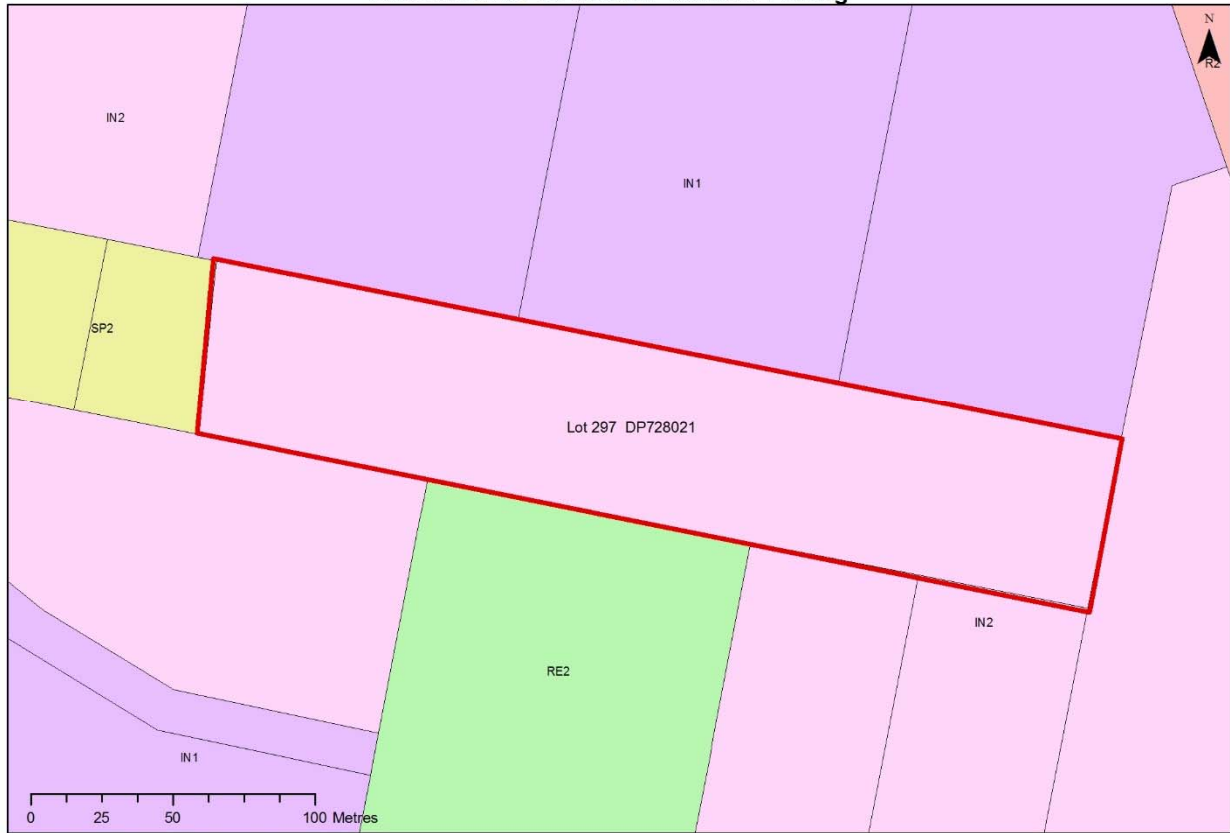 N
R2
IN2
IN1
SP2
Lot 297 DP728021
IN2
RE2
IN1
0 25 50 100 Metres